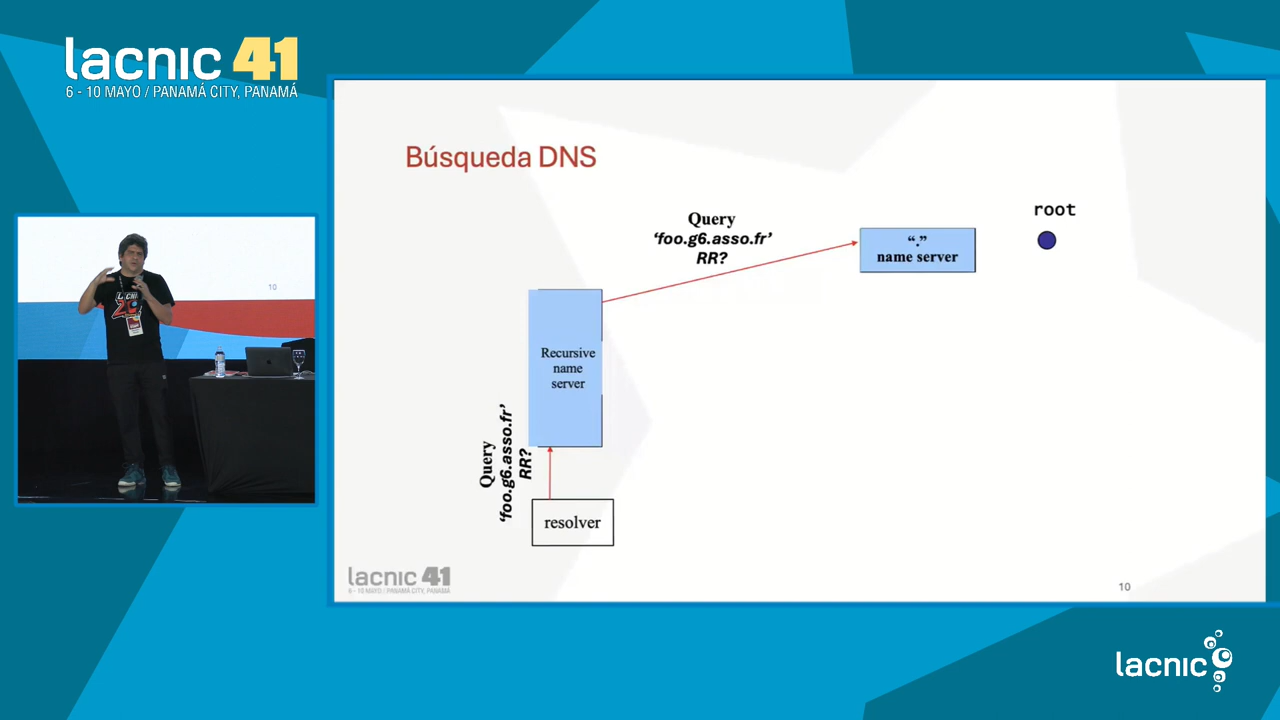 lacnic 41
6 - 10 MAYO / PANAMÁ CITY, PANAMÁ
Búsqueda DNS
root
Query
‘foo.g6.asso.fr’
RR?
“.”
name server
Recursive
name
server
Query
‘foo.g6.asso.fr’
RR?
resolver
lacnic 41
6 - 10 MAYO / PANAMÁ CITY, PANAMÁ
10
10
lacnic